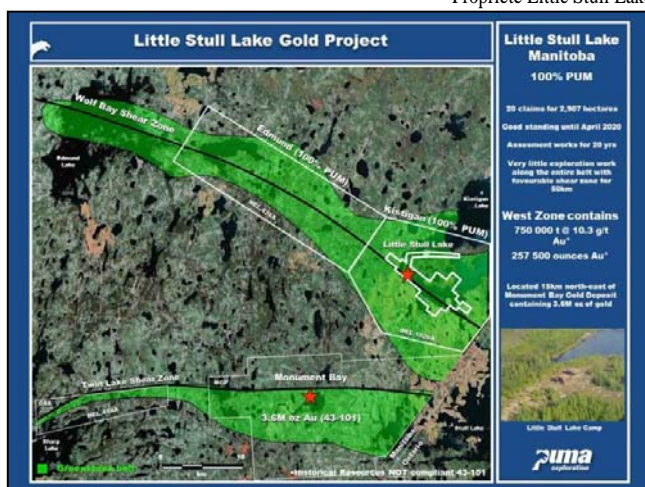 Propriété Little Stull Lake
Little Stull Lake Gold Project
Wolf Bay Shear Zone
Edmund (100% PUM)
Edmund
Lake
Kistigan
Lake
Kistigan (100% PUM)
Little Stull Lake
Twin Lake Shear Zone
Monument Bay
3.6M oz Au (43-101)
Sharp
Lake
Stull Lake
Manitoba
Ontario
Greenstone belt
km
*Historical Resources NOT compliant 43-101
Little Stull Lake
Manitoba
100% PUM
20 claims for 2,907 hectares
Good standing until April 2020
Assesment works for 20 yrs
Very little exploration work
along the entire belt with
favourable shear zone for
50km
West Zone contains
750 000 t @ 10.3 g/t
Au*
257 500 ounces Au*
Located 15km north-east of
Monument Bay Gold Deposit
containing 3.6M oz of gold
Little Stull Lake Camp
puma
exploration